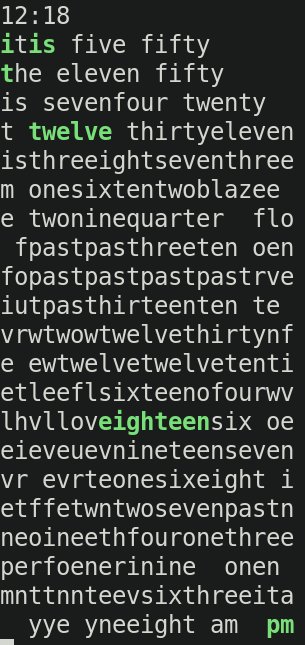 12:18
itis five fifty
the eleven fifty
is sevenfour twenty
t twelve thirtyeleven
isthreeeightseventhree
m onesixtentwoblazee
e twoninequarter  flo
 fpastpasthreeten oen
fopastpastpastpastrve
iutpasthirteenten te
vrwtwowtwelvethirtynf
e ewtwelvetwelvetenti
etleeflsixteenofourwv
lhvlloveighteensix oe
eieveuevnineteenseven
vr evrteonesixeight i
etffetwntwosevenpastn
neoineethfouronethree
perfoenerinine  onen
mnttnnteevsixthreeita
  yye yneeight am  pm